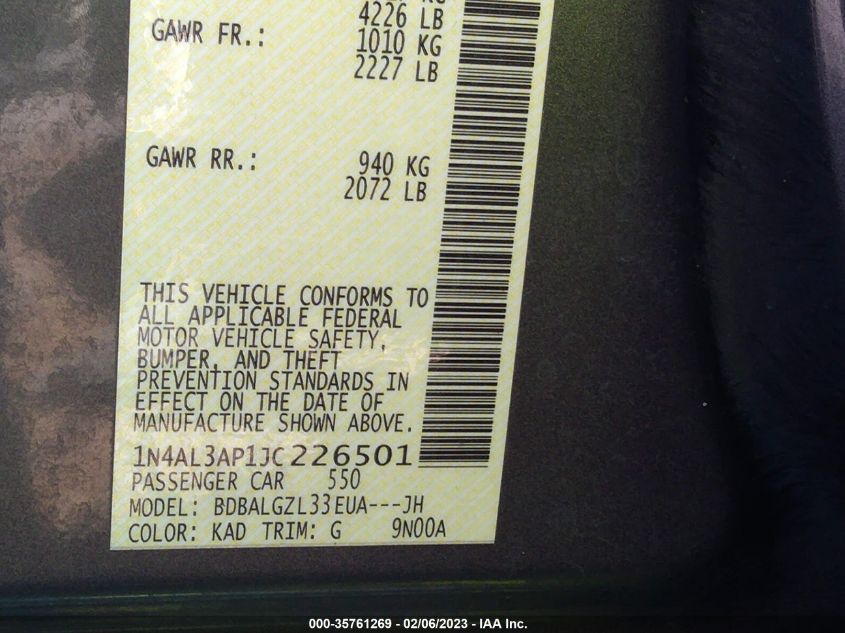 4226 LB
GAWR FR.: 1010 KG
2227 LB
GAWR RR.: 940 KG
2072 LB
THIS VEHICLE CONFORMS TO
ALL APPLICABLE FEDERAL
MOTOR VEHICLE SAFETY,
BUMPER, AND THEFT
PREVENTION STANDARDS IN
EFFECT ON THE DATE OF
MANUFACTURE SHOWN ABOVE.
1N4AL3AP1JC226501
PASSENGER CAR 550
MODEL: BDBALGZL33EUA---JH
COLOR: KAD TRIM: G 9N00A
000-35761269 - 02/06/2023 - IAA Inc.